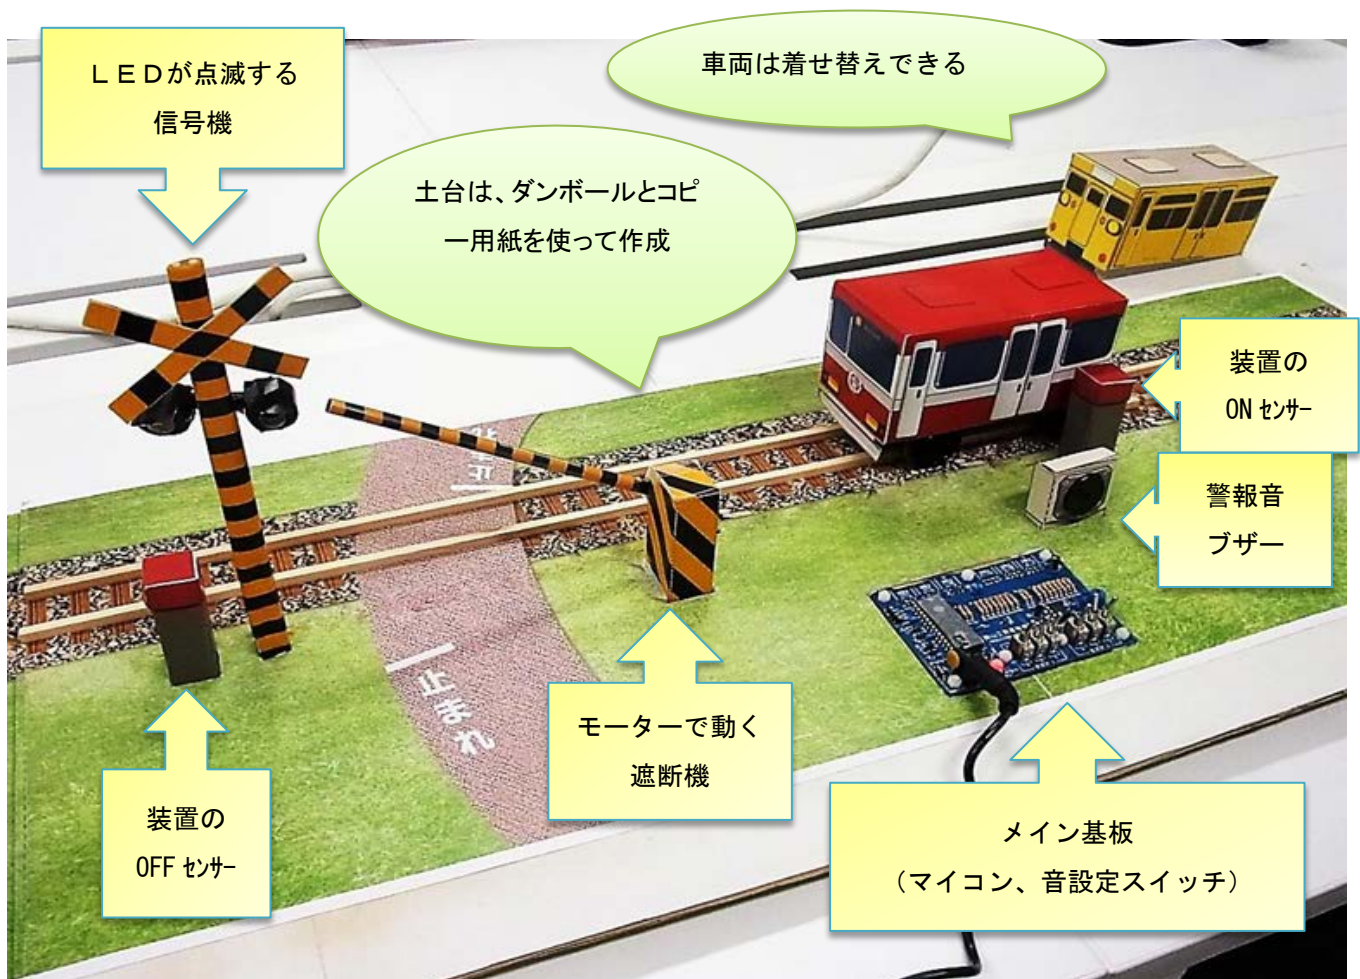 ＬＥＤが点滅する
信号機
車両は着せ替えできる
土台は、ダンボールとコピ
ー用紙を使って作成
装置の
ON センサー
警報音
ブザー
止まれ
止まれ
モーターで動く
遮断機
装置の
OFF センサー
メイン基板
（マイコン、音設定スイッチ）